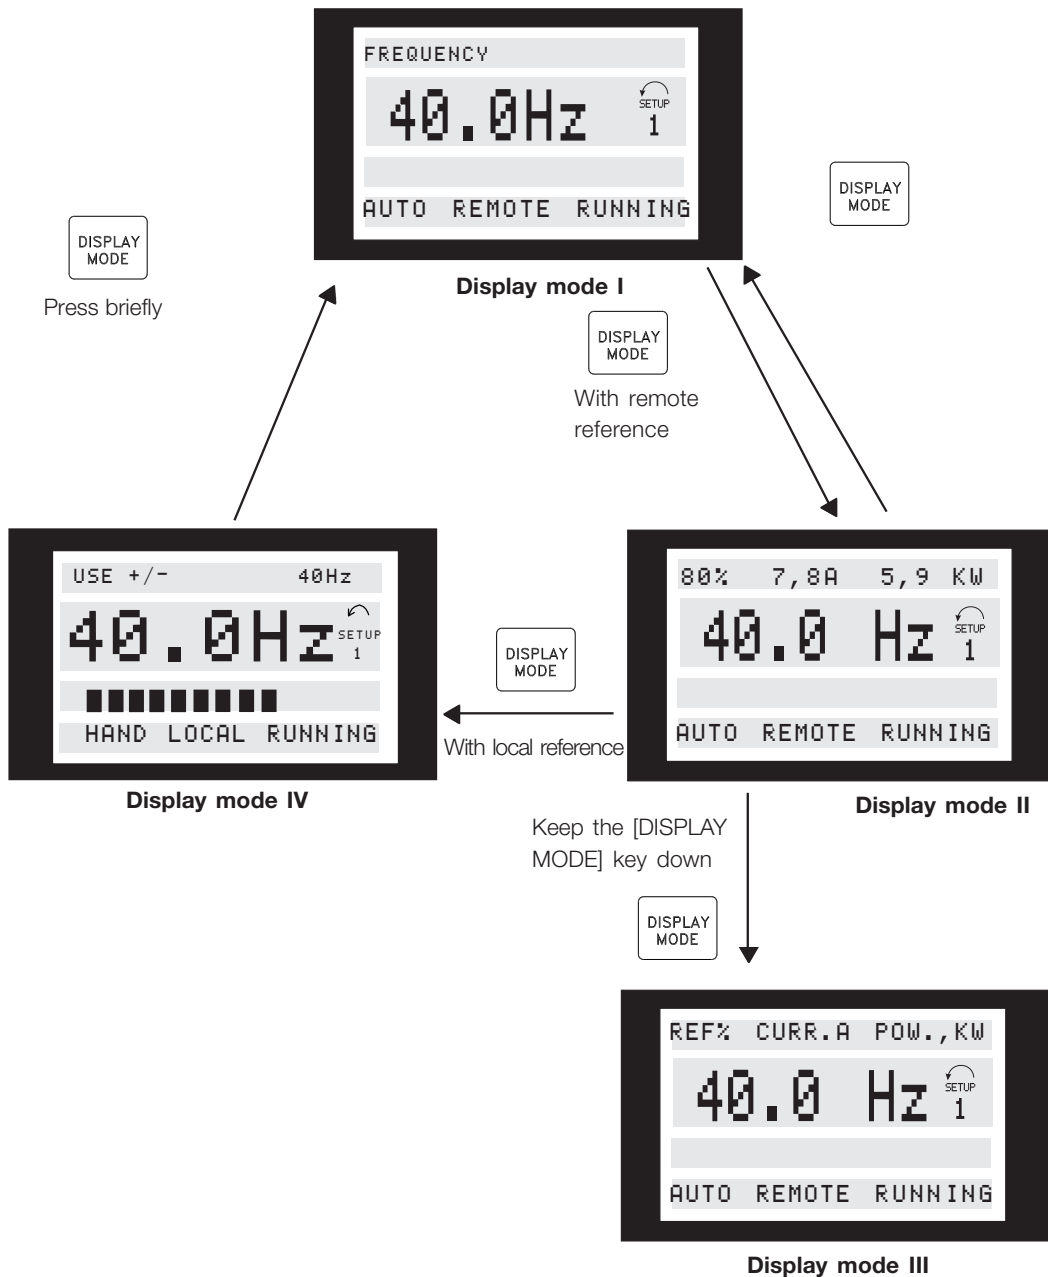 FREQUENCY
40.0Hz
SETUP
1
AUTO REMOTE RUNNING
Display mode I
DISPLAY
MODE
DISPLAY
MODE
Press briefly
DISPLAY
MODE
With remote
reference
USE +/- 40Hz
40.0Hz
SETUP
1
HAND LOCAL RUNNING
Display mode IV
DISPLAY
MODE
With local reference
80% 7,8A 5,9 KW
40.0 Hz
SETUP
1
AUTO REMOTE RUNNING
Display mode II
Keep the [DISPLAY
MODE] key down
DISPLAY
MODE
REF% CURR.A POW.,KW
40.0 Hz
SETUP
1
AUTO REMOTE RUNNING
Display mode III